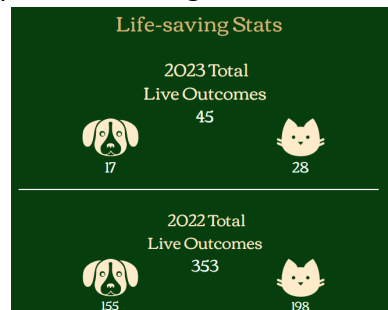 Life-saving Stats
2023 Total
Live Outcomes
45
17 28
2022 Total
Live Outcomes
353
155 198